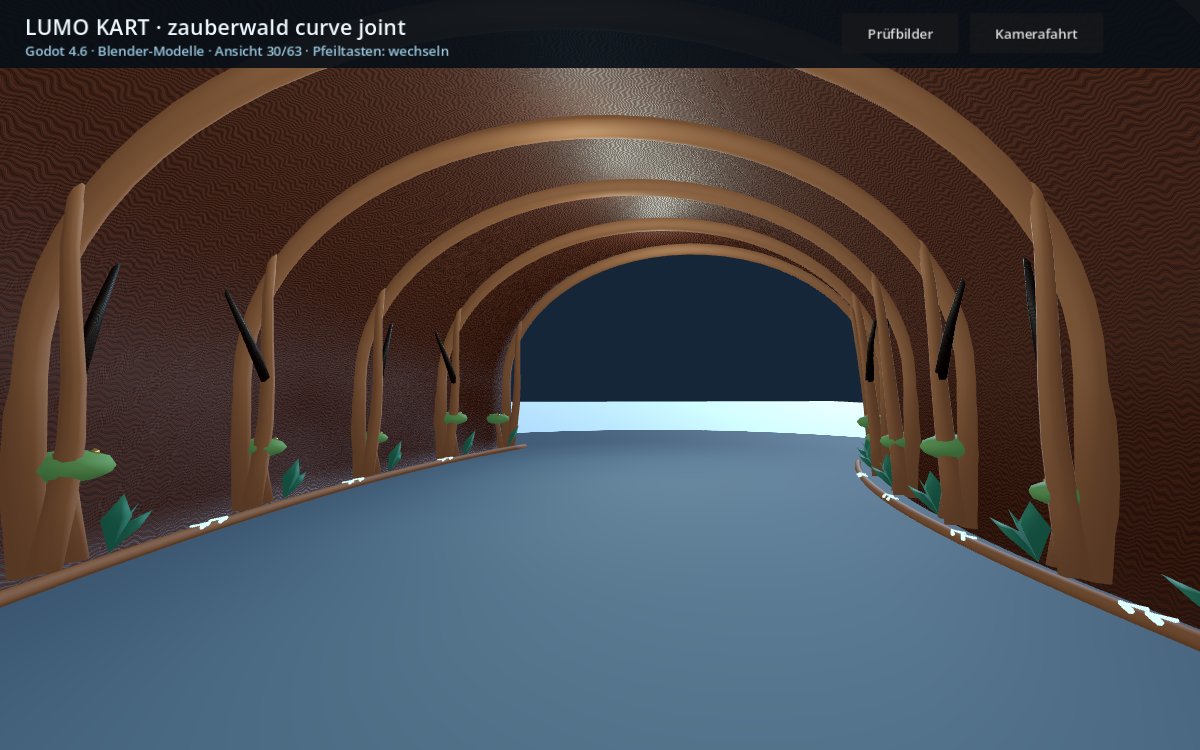 LUMO KART · zauberwald curve joint
Godot 4.6 · Blender-Modelle · Ansicht 30/63 · Pfeiltasten: wechseln
Prüfbilder
Kamerafahrt